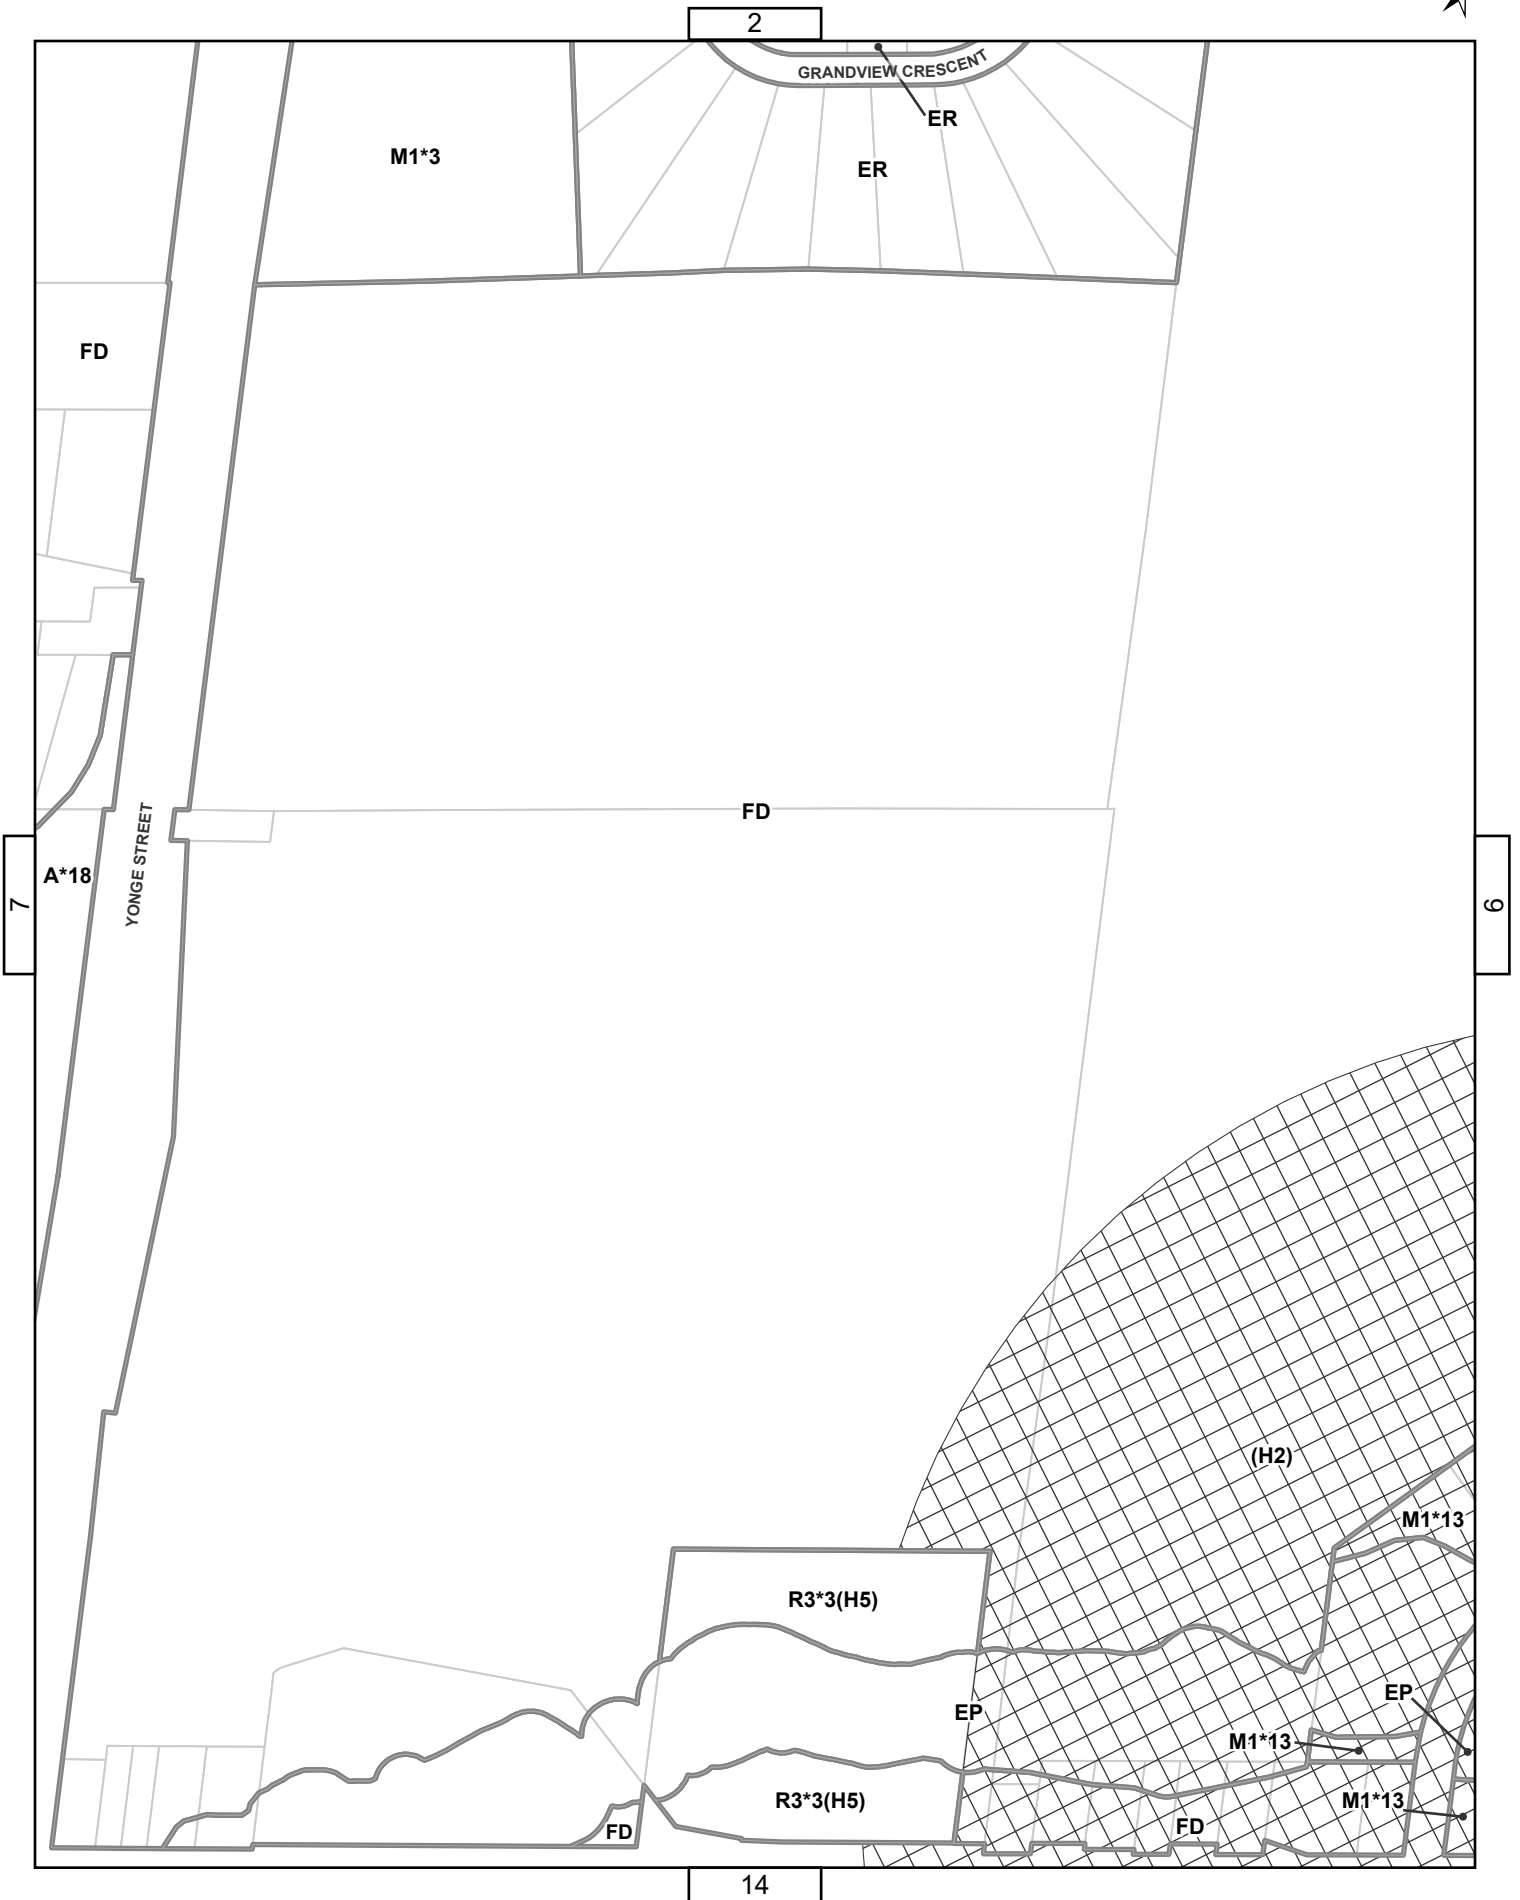 2
GRANDVIEW CRESCENT
ER
M1*3
ER
FD
FD
A*18
YONGE STREET
7
6
(H2)
M1*13
R3*3(H5)
EP
EP
M1*13
R3*3(H5)
M1*13
FD
FD
14